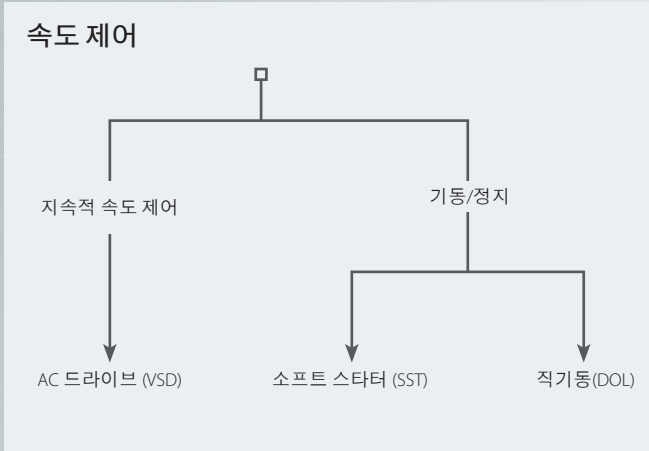 속도 제어
지속적 속도 제어
기동/정지
AC 드라이브 (VSD)
소프트 스타터 (SST)
직기동(DOL)